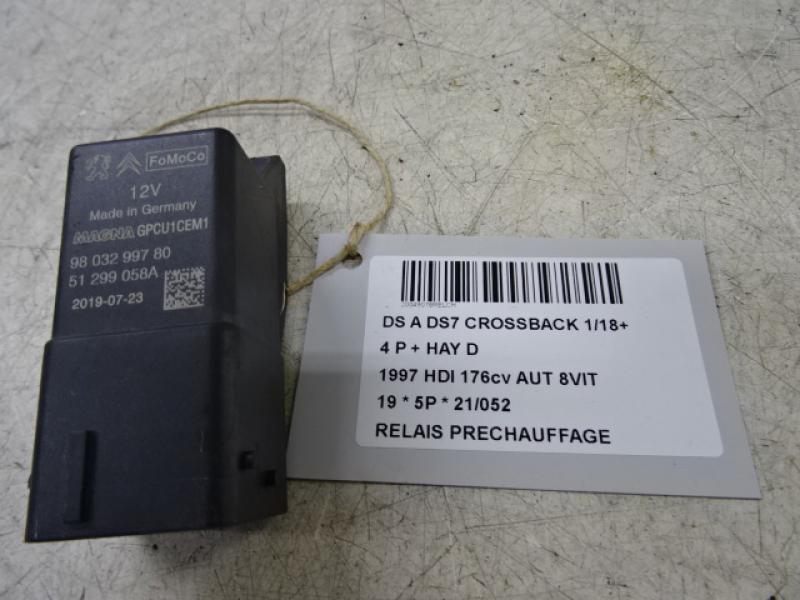 FoMoCo
12V
Made in Germany
MAGNA GPCU1CEM1
98 032 997 80
51 299 058A
2019-07-23
DS A DS7 CROSSBACK 1/18+
4 P + HAY D
1997 HDI 176cv AUT 8VIT
19 * 5P * 21/052
RELAIS PRECHAUFFAGE